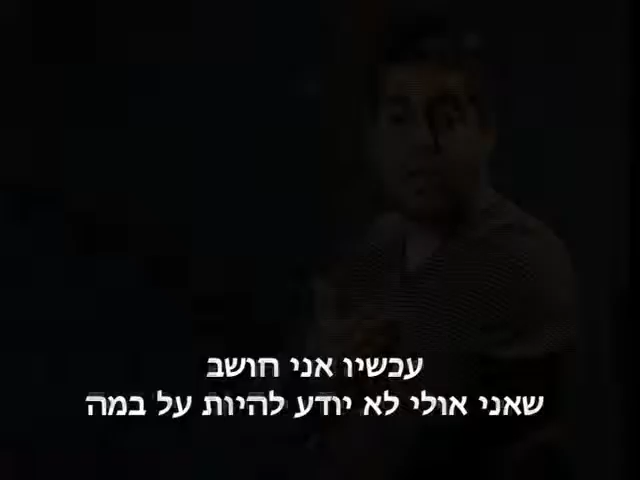 עכשיו אני חושב
שאני אולי לא יודע להיות על במה